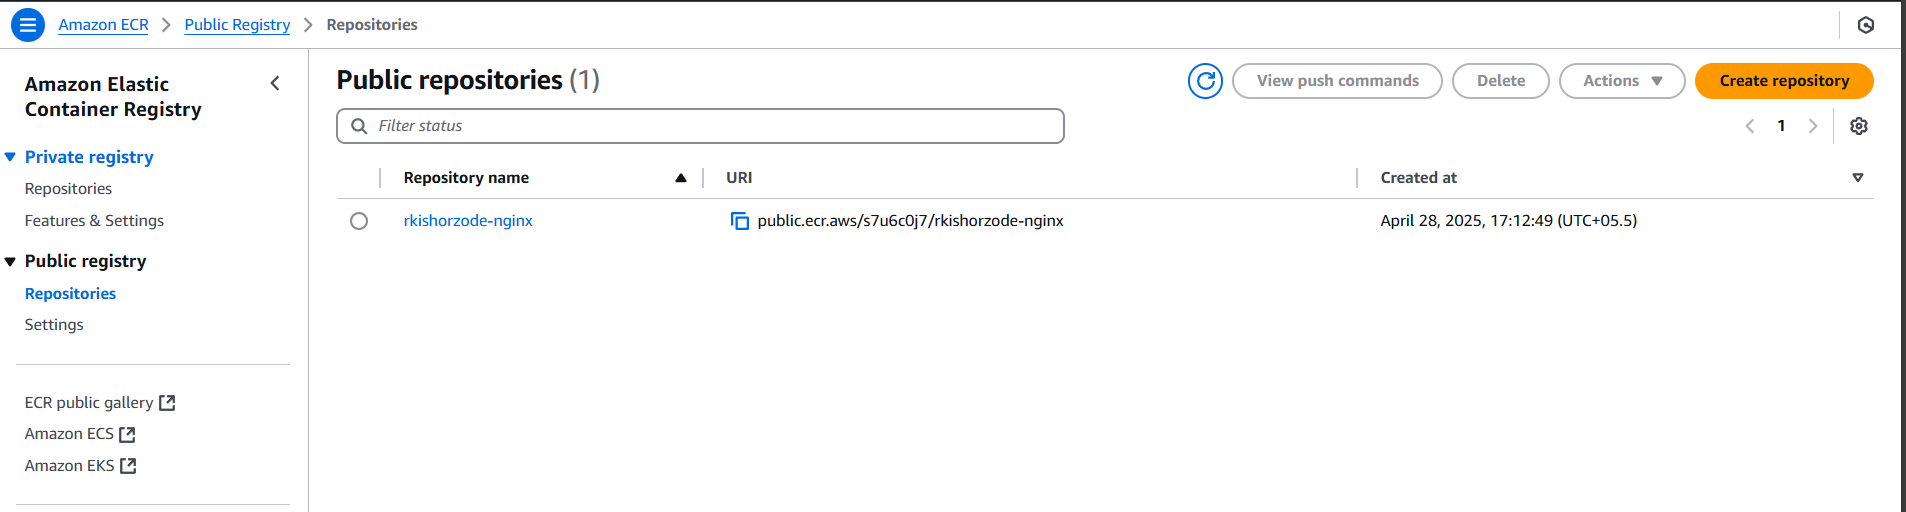 Amazon ECR > Public Registry > Repositories
Amazon Elastic
Container Registry
Private registry
Repositories
Features & Settings
Public registry
Repositories
Settings
ECR public gallery
Amazon ECS
Amazon EKS
Public repositories (1)
View push commands
Delete
Actions
Create repository
Filter status
1
Repository name URI Created at
rkishorzode-nginx public.ecr.aws/s7u6c0j7/rkishorzode-nginx April 28, 2025, 17:12:49 (UTC+05.5)